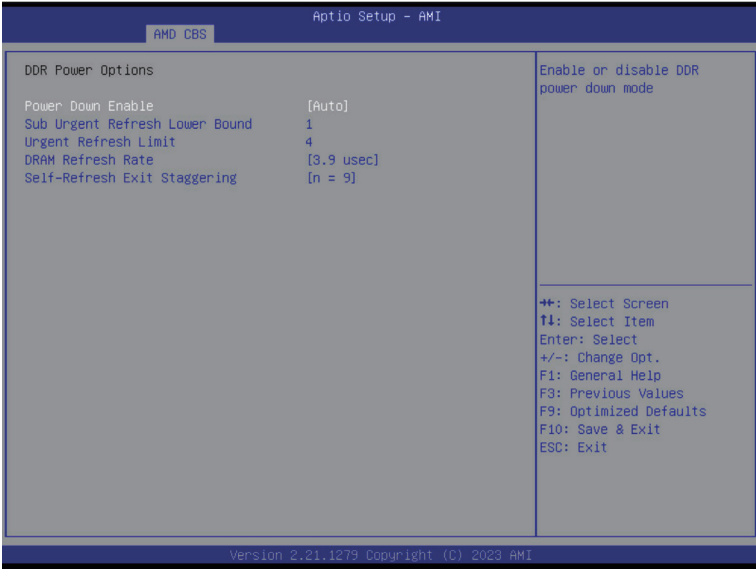 Aptio Setup - AMI
AMD CBS
DDR Power Options
Power Down Enable [Auto]
Sub Urgent Refresh Lower Bound 1
Urgent Refresh Limit 4
DRAM Refresh Rate [3.9 usec]
Self-Refresh Exit Staggering [n = 9]
Enable or disable DDR
power down mode
→←: Select Screen
↑↓: Select Item
Enter: Select
+/-: Change Opt.
F1: General Help
F3: Previous Values
F9: Optimized Defaults
F10: Save & Exit
ESC: Exit
Version 2.21.1279 Copyright (C) 2023 AMI